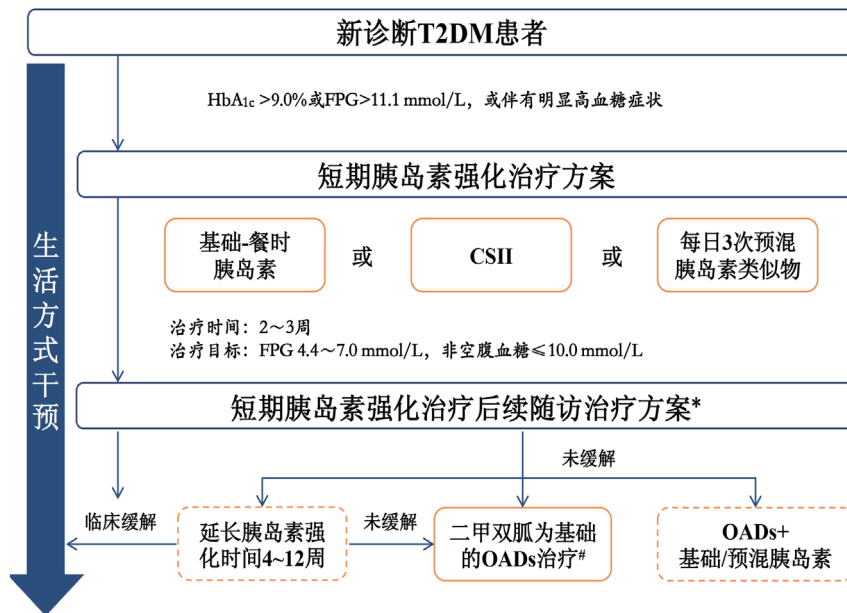 新诊断T2DM患者
HbA1c >9.0%或FPG>11.1 mmol/L，或伴有明显高血糖症状
短期胰岛素强化治疗方案
生活方式干预
基础-餐时
胰岛素
或
CSII
或
每日3次预混
胰岛素类似物
治疗时间：2～3周
治疗目标：FPG 4.4～7.0 mmol/L，非空腹血糖≤10.0 mmol/L
短期胰岛素强化治疗后续随访治疗方案*
未缓解
临床缓解
延长胰岛素强
化时间4~12周
未缓解
二甲双胍为基础
的OADs治疗#
OADs+
基础/预混胰岛素